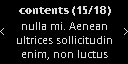 contents (15/18)
nulla mi. Aenean
ultrices sollicitudin
enim, non luctus